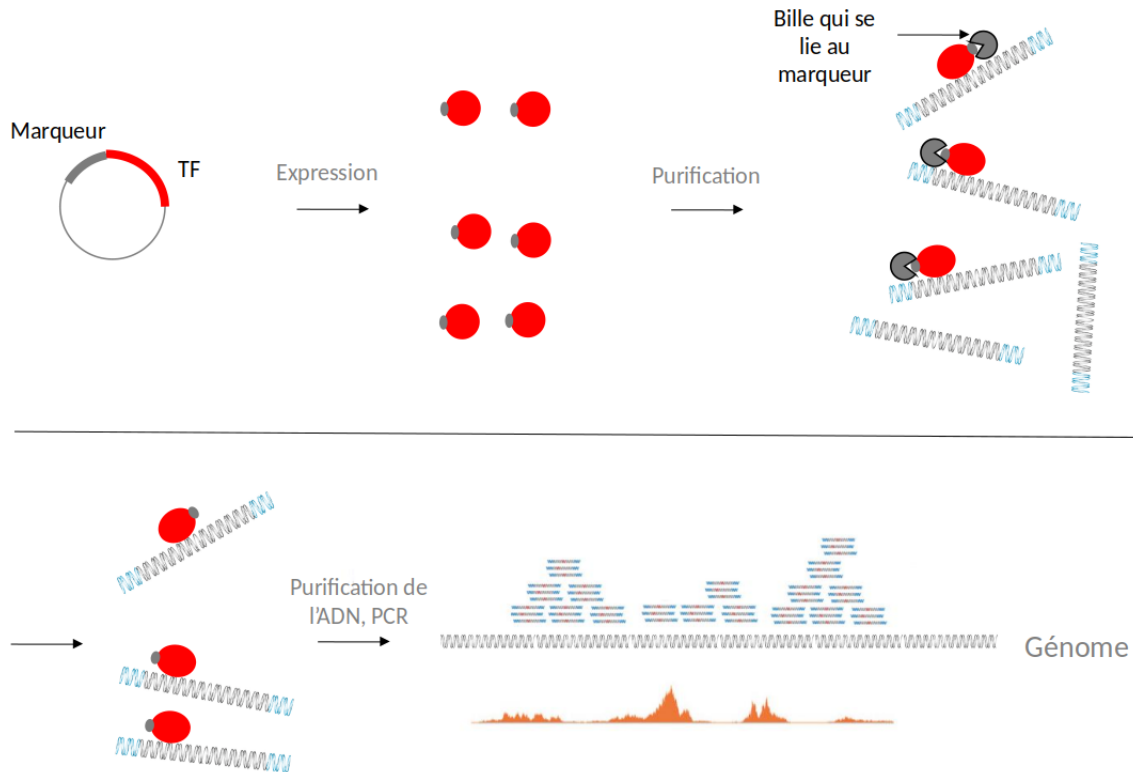 Bille qui se
lie au
marqueur
Marqueur
TF
Expression
Purification
Purification de
l'ADN, PCR
Génome